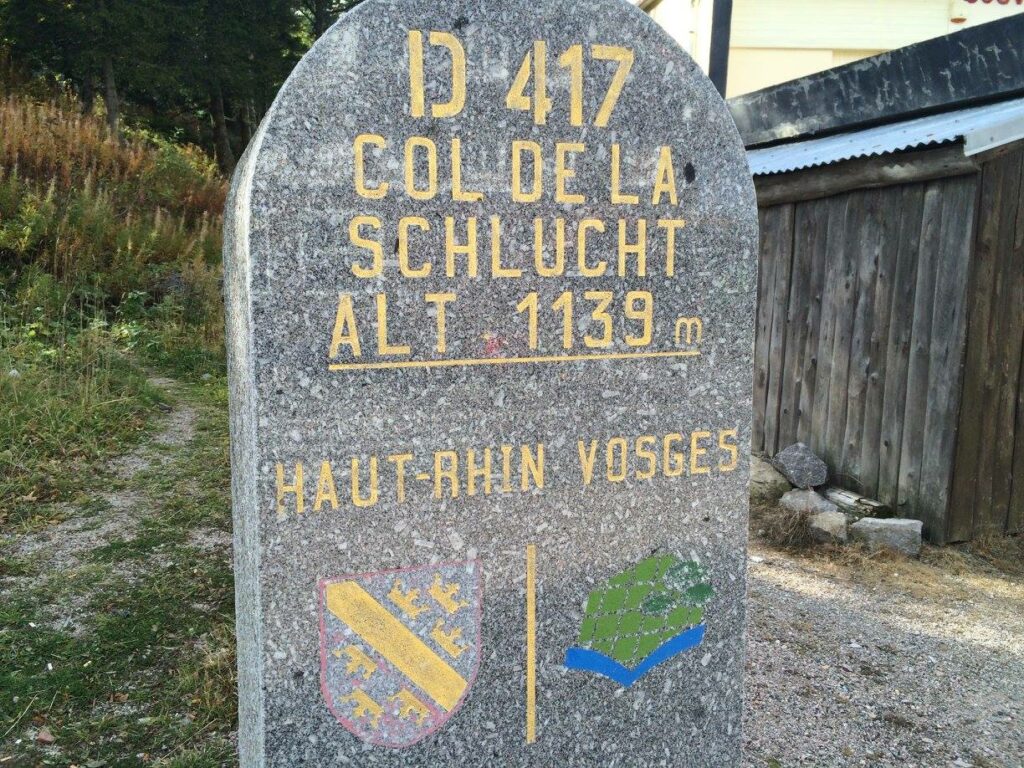 D 417
COL DE LA
SCHLUCHT
ALT. 1139 m
HAUT-RHIN VOSGES